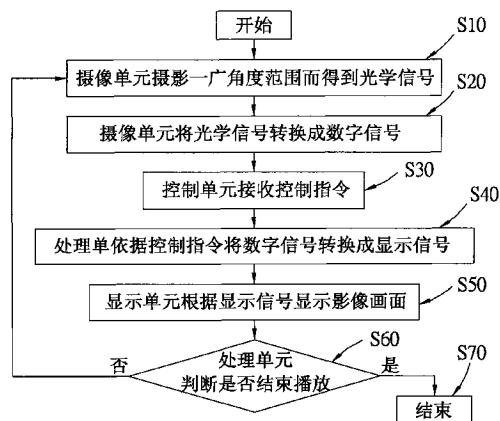 开始
S10
摄像单元摄影一广角度范围而得到光学信号
S20
摄像单元将光学信号转换成数字信号
S30
控制单元接收控制指令
S40
处理单依据控制指令将数字信号转换成显示信号
S50
显示单元根据显示信号显示影像画面
S60
处理单元
判断是否结束播放
否
是
S70
结束